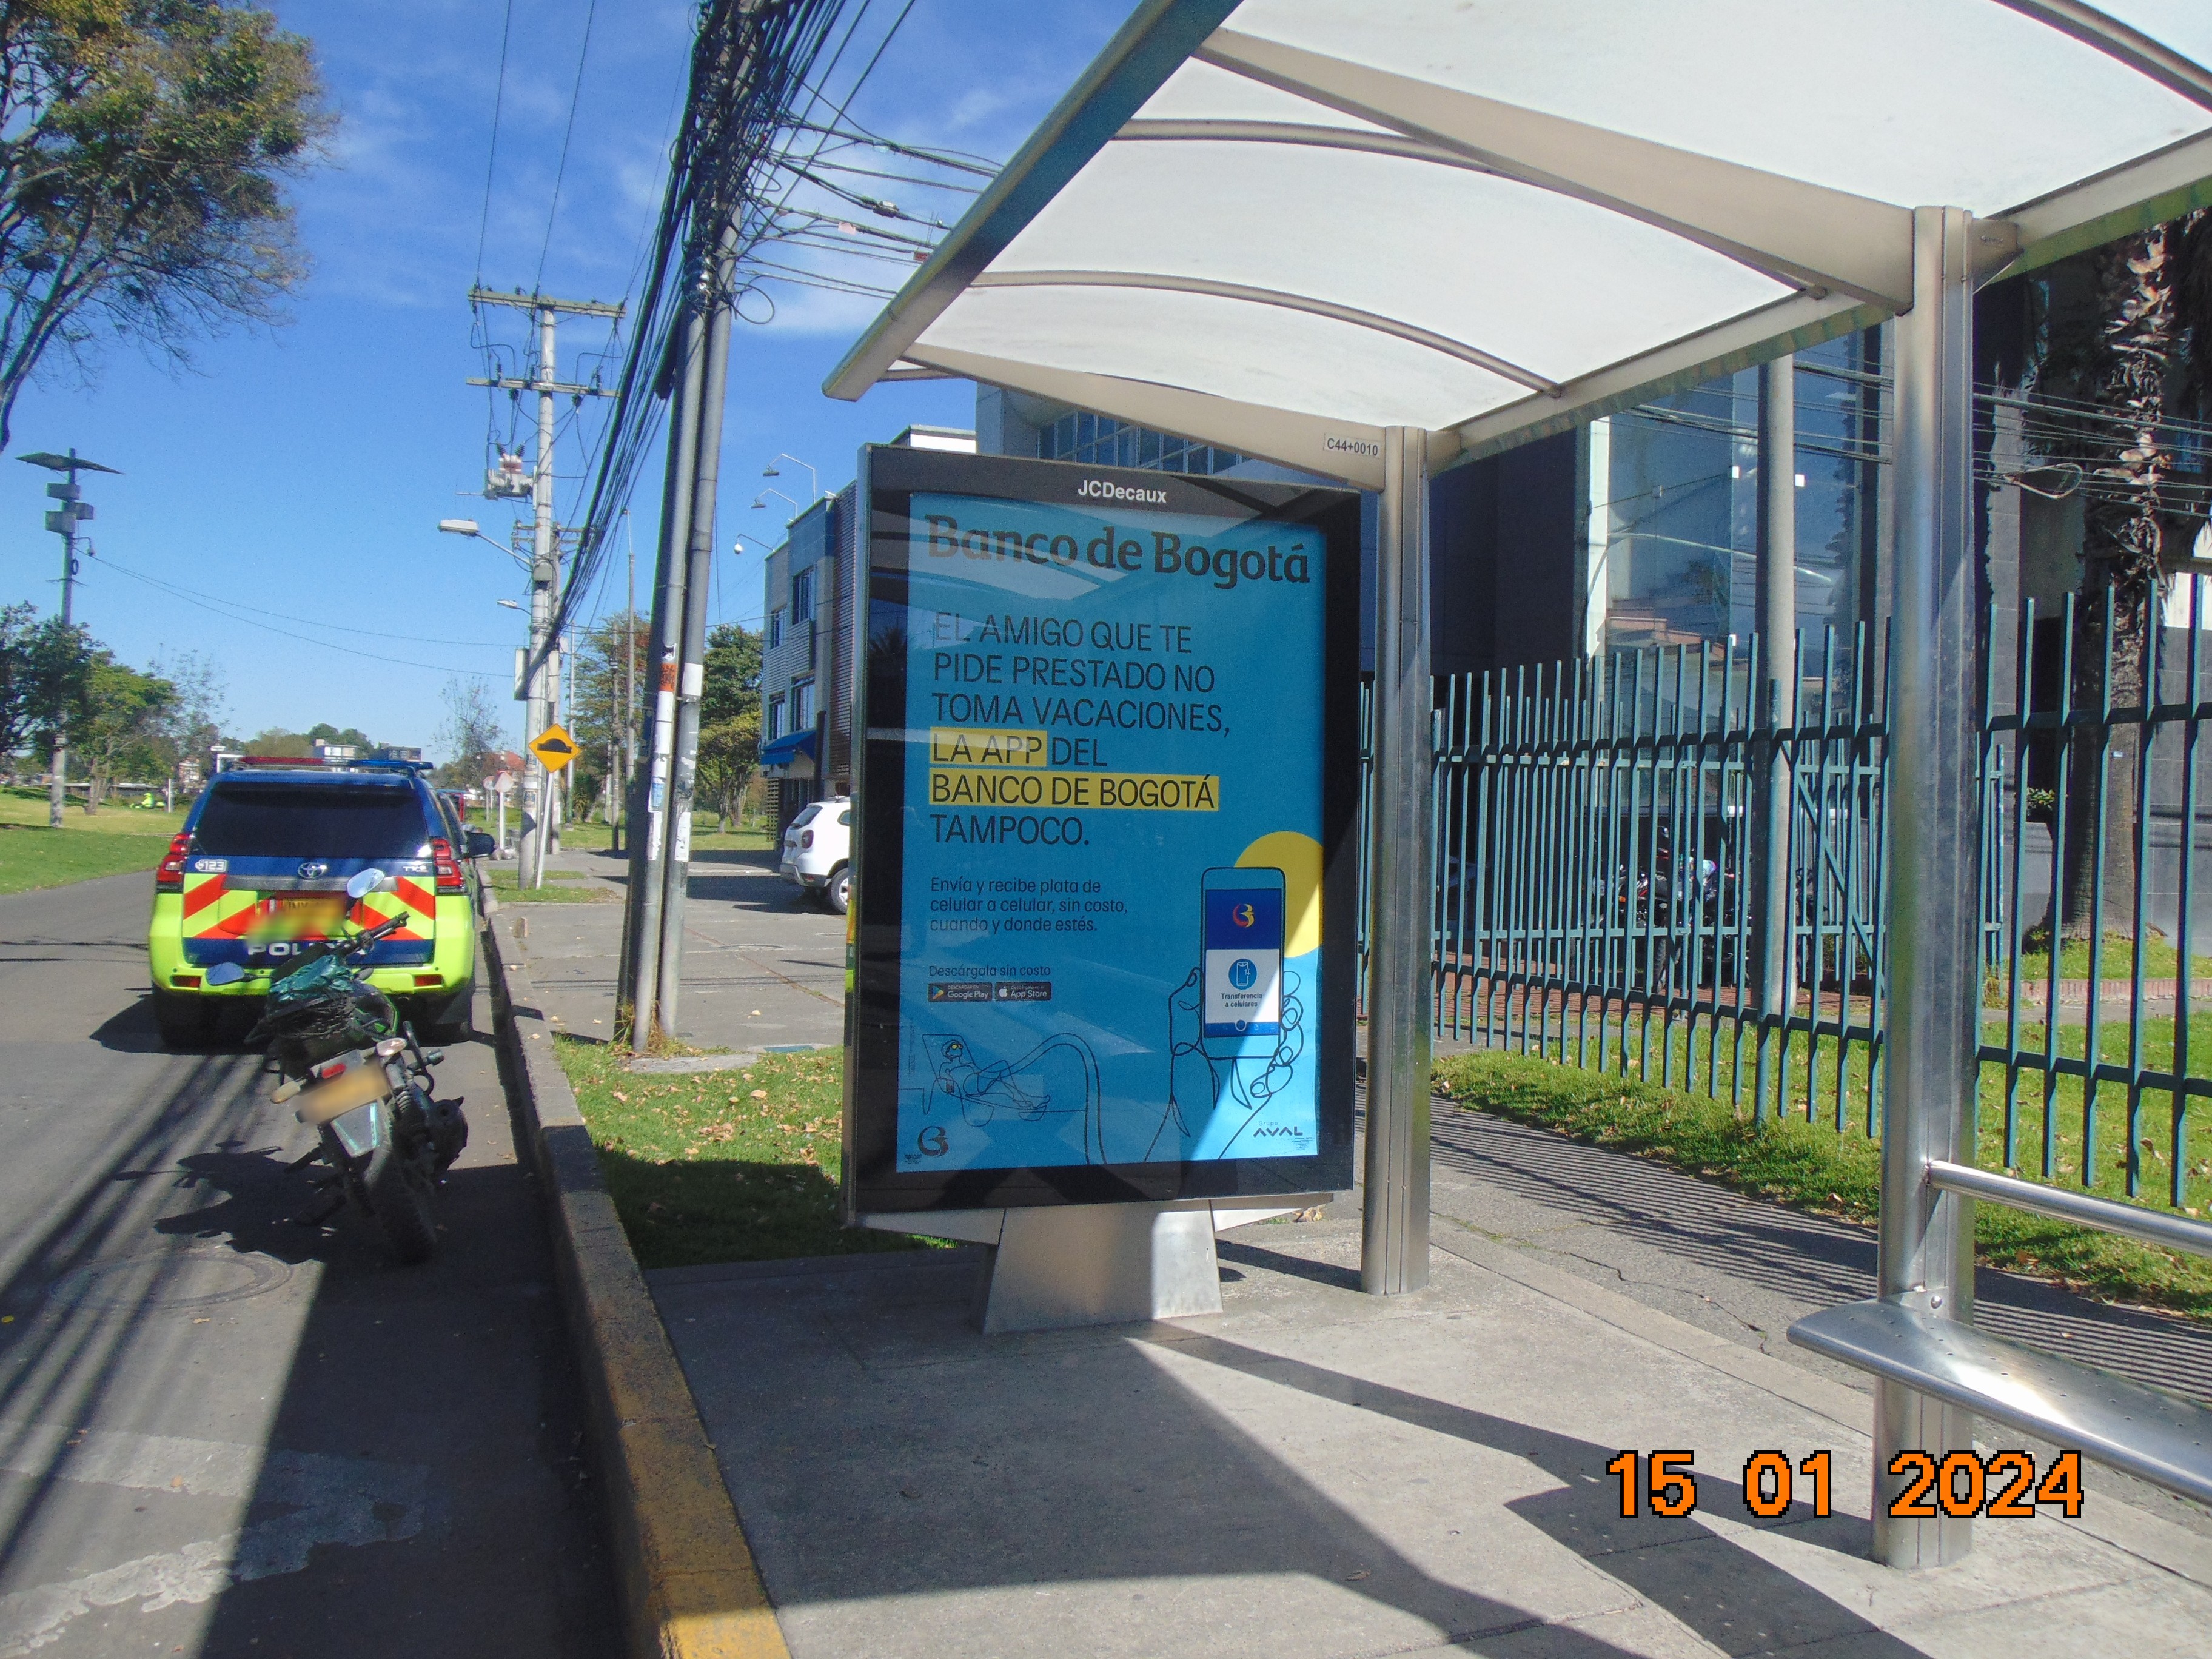 C44+0010
JCDecaux
Banco de Bogotá
EL AMIGO QUE TE
PIDE PRESTADO NO
TOMA VACACIONES,
LA APP DEL
BANCO DE BOGOTÁ
TAMPOCO.
Envía y recibe plata de
celular a celular, sin costo,
cuando y donde estés.
Descárgala sin costo
Google Play
App Store
Transferencia
a celulares
Grupo
AVAL
123
15 01 2024